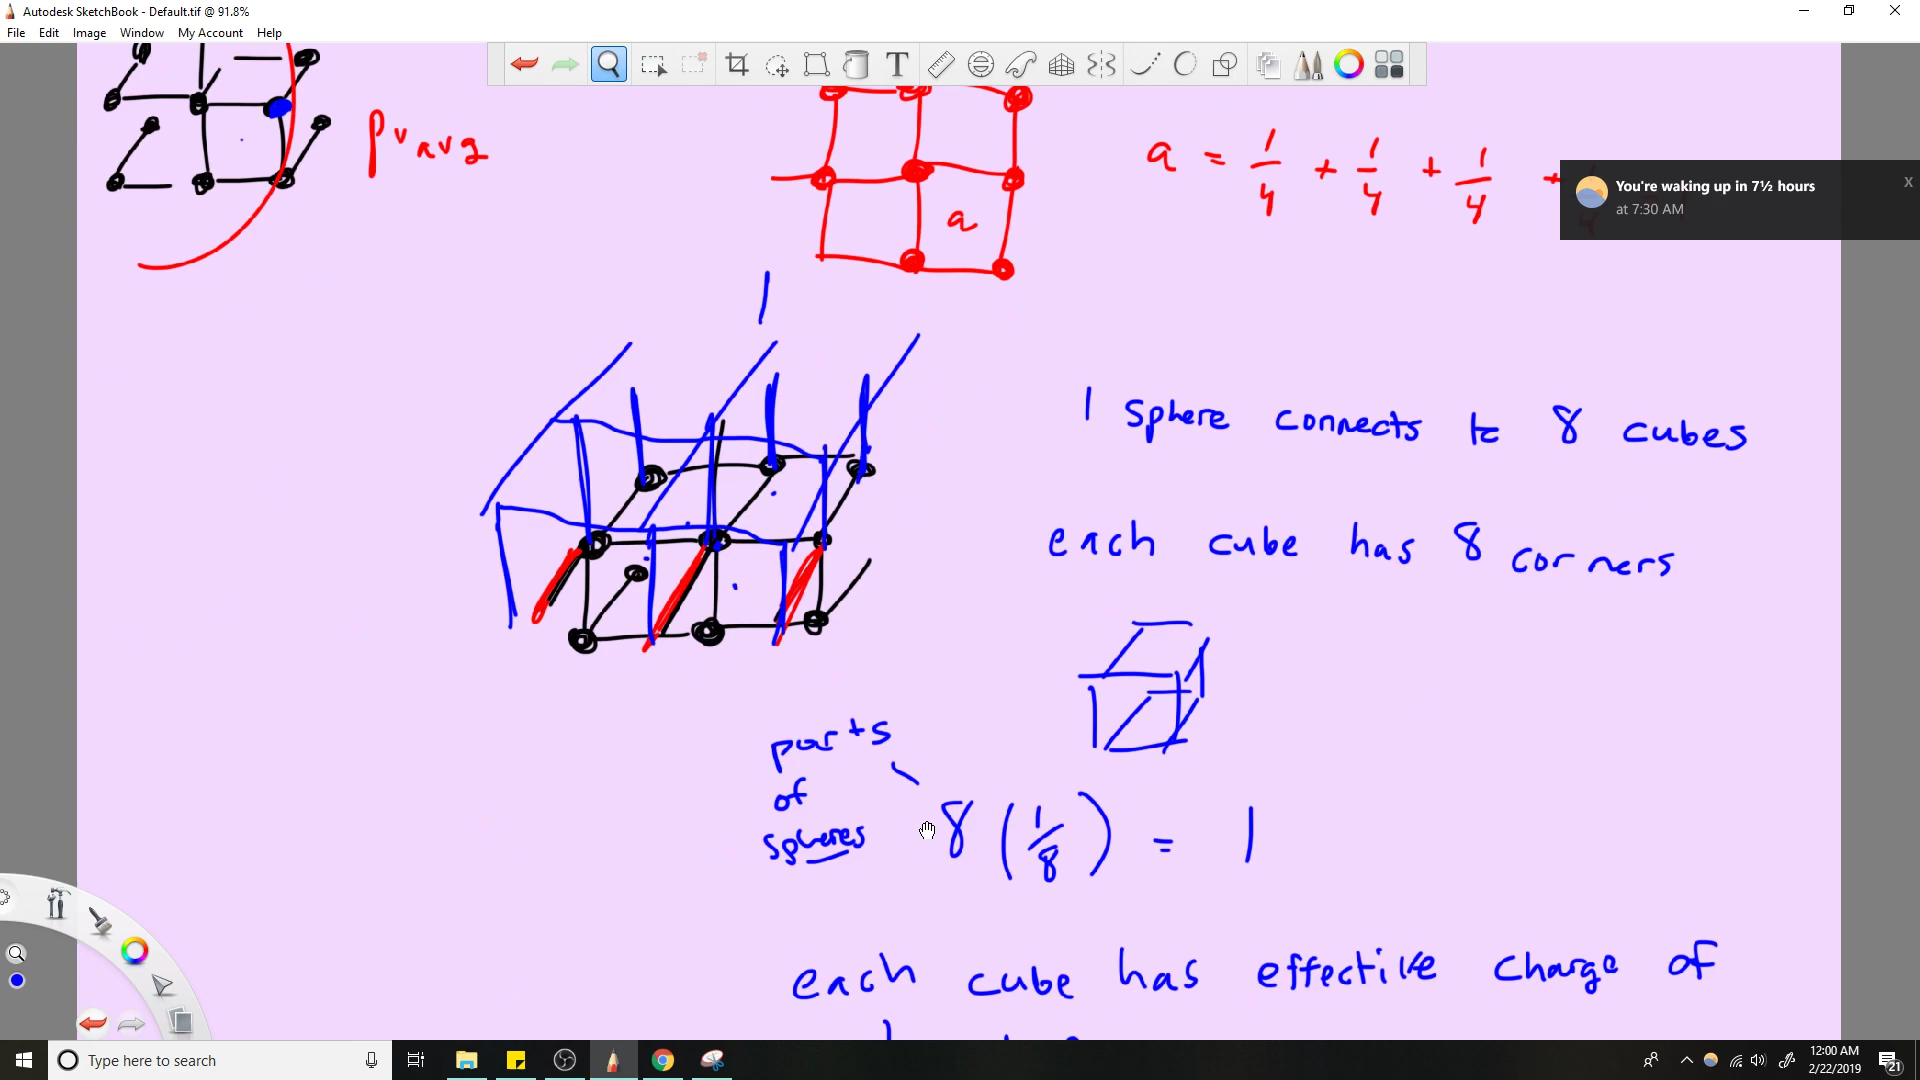 Autodesk SketchBook - Default.tif @ 91.8%
File Edit Image Window My Account Help
ρv avg
a = 1/4 + 1/4 + 1/4 +
You're waking up in 7½ hours
at 7:30 AM
X
a
1 sphere connects to 8 cubes
each cube has 8 corners
parts
of
spheres
8 ( 1/8 ) = 1
each cube has effective charge of
Type here to search
12:00 AM
2/22/2019
21